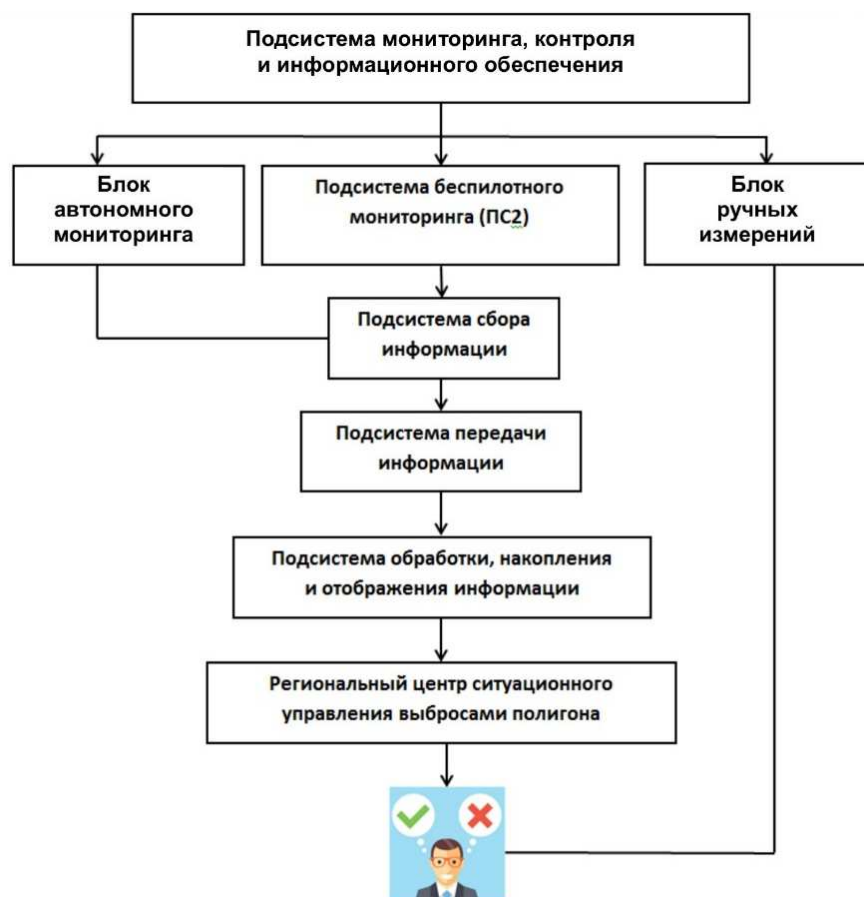 Подсистема мониторинга, контроля
и информационного обеспечения
Блок
автономного
мониторинга
Подсистема беспилотного
мониторинга (ПС2)
Блок
ручных
измерений
Подсистема сбора
информации
Подсистема передачи
информации
Подсистема обработки, накопления
и отображения информации
Региональный центр ситуационного
управления выбросами полигона